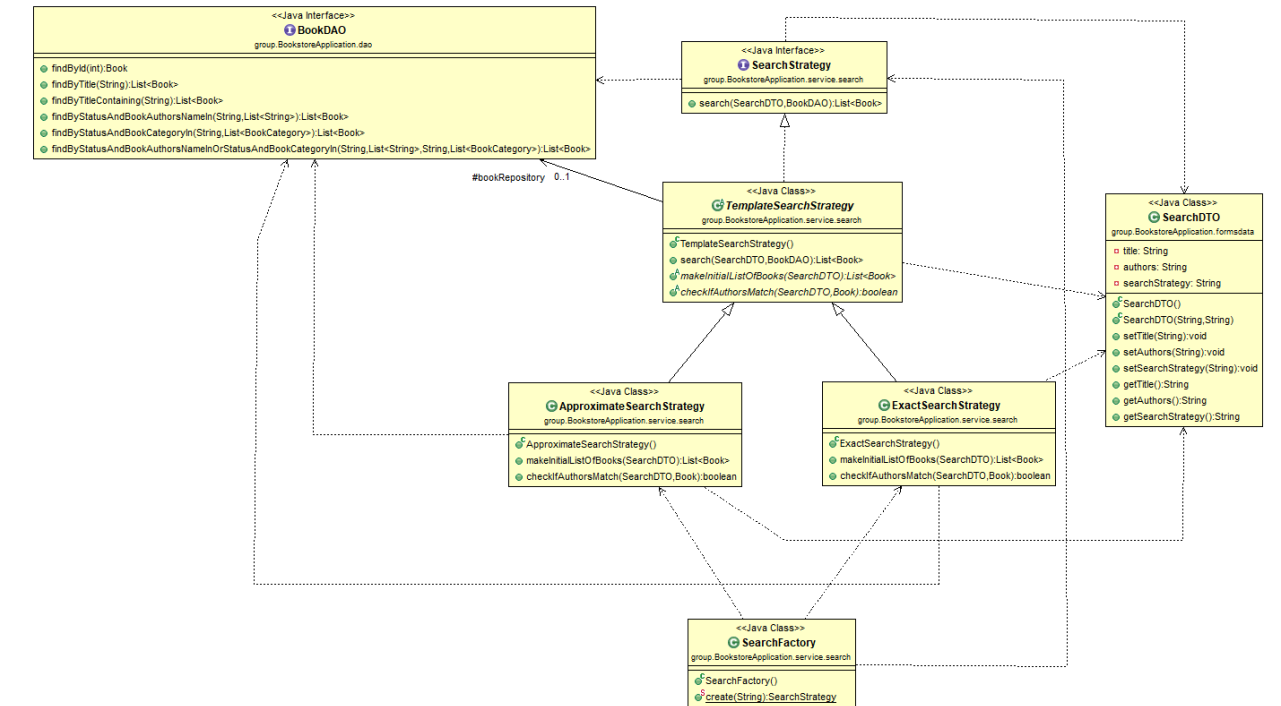 <<Java Interface>>
BookDAO
group.BookstoreApplication.dao
findById(int):Book
findByTitle(String):List<Book>
findByTitleContaining(String):List<Book>
findByStatusAndBookAuthorsNameIn(String,List<String>):List<Book>
findByStatusAndBookCategoryIn(String,List<BookCategory>):List<Book>
findByStatusAndBookAuthorsNameInOrStatusAndBookCategoryIn(String,List<String>,String,List<BookCategory>):List<Book>
<<Java Interface>>
SearchStrategy
group.BookstoreApplication.service.search
search(SearchDTO,BookDAO):List<Book>
#bookRepository 0..1
<<Java Class>>
TemplateSearchStrategy
group.BookstoreApplication.service.search
TemplateSearchStrategy()
search(SearchDTO,BookDAO):List<Book>
makeInitialListOfBooks(SearchDTO):List<Book>
checkIfAuthorsMatch(SearchDTO,Book):boolean
<<Java Class>>
SearchDTO
group.BookstoreApplication.formsdata
title: String
authors: String
searchStrategy: String
SearchDTO()
SearchDTO(String,String)
setTitle(String):void
setAuthors(String):void
setSearchStrategy(String):void
getTitle():String
getAuthors():String
getSearchStrategy():String
<<Java Class>>
ApproximateSearchStrategy
group.BookstoreApplication.service.search
ApproximateSearchStrategy()
makeInitialListOfBooks(SearchDTO):List<Book>
checkIfAuthorsMatch(SearchDTO,Book):boolean
<<Java Class>>
ExactSearchStrategy
group.BookstoreApplication.service.search
ExactSearchStrategy()
makeInitialListOfBooks(SearchDTO):List<Book>
checkIfAuthorsMatch(SearchDTO,Book):boolean
<<Java Class>>
SearchFactory
group.BookstoreApplication.service.search
SearchFactory()
create(String):SearchStrategy